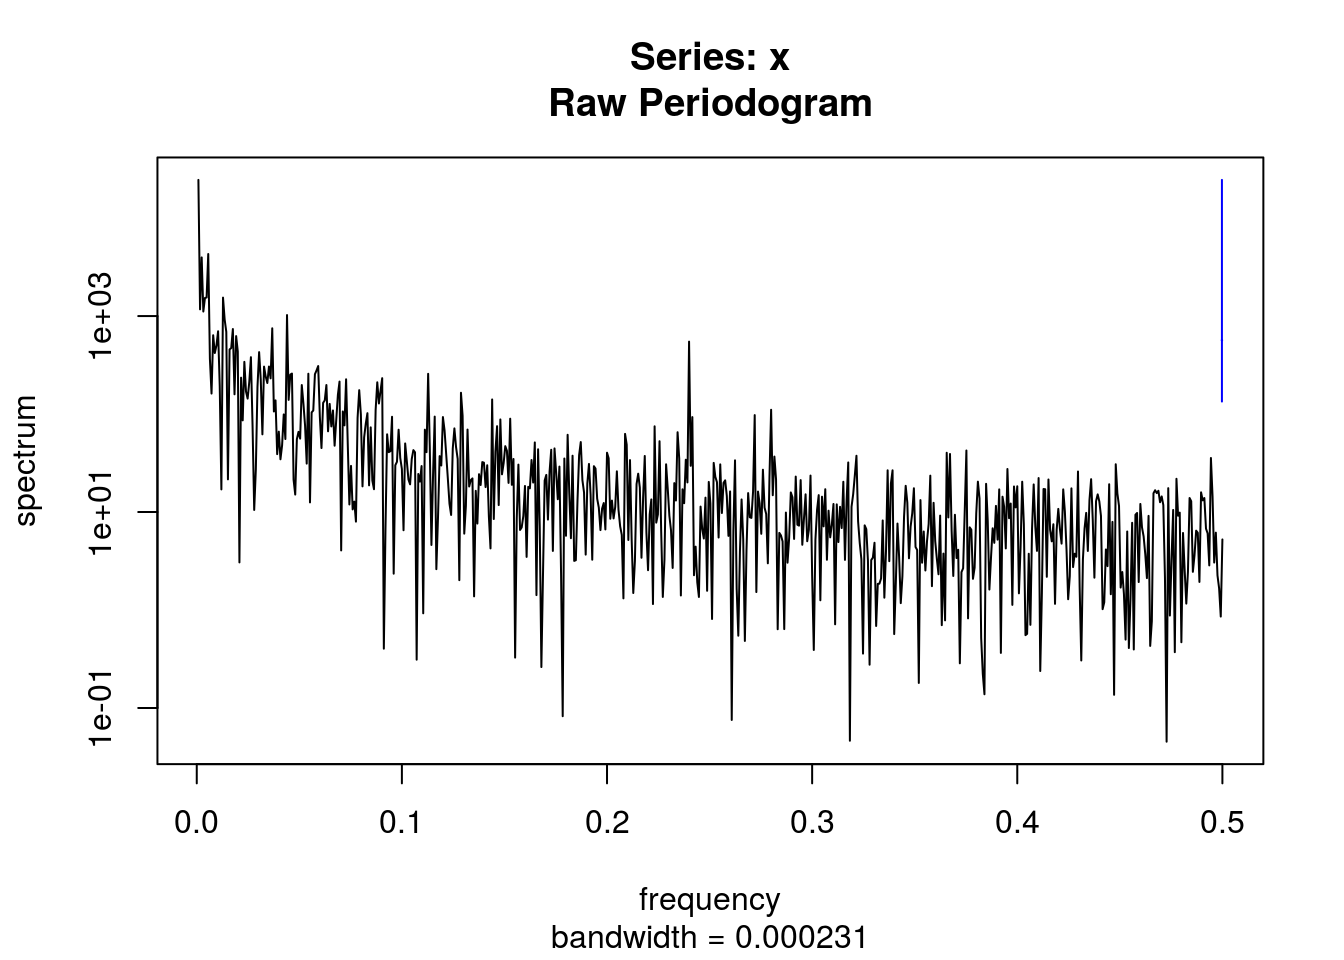 Series: x
Raw Periodogram
spectrum
1e+03
1e+01
1e-01
0.0 0.1 0.2 0.3 0.4 0.5
frequency
bandwidth = 0.000231